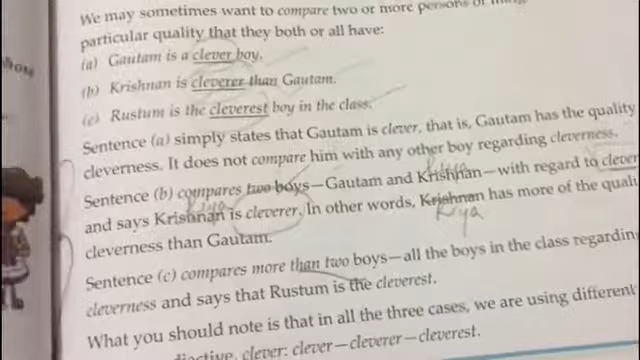 We may sometimes want to compare two or more persons or
particular quality that they both or all have:
(a) Gautam is a clever boy.
(b) Krishnan is cleverer than Gautam.
(c) Rustum is the cleverest boy in the class.
Sentence (a) simply states that Gautam is clever, that is, Gautam has the quality
cleverness. It does not compare him with any other boy regarding cleverness.
Riya
Sentence (b) compares two boys—Gautam and Krishnan—with regard to clever
Riya
and says Krishnan is cleverer. In other words, Krishnan has more of the quali
Riya
cleverness than Gautam.
Sentence (c) compares more than two boys—all the boys in the class regardin
cleverness and says that Rustum is the cleverest.
What you should note is that in all the three cases, we are using different
djective, clever: clever—cleverer—cleverest.